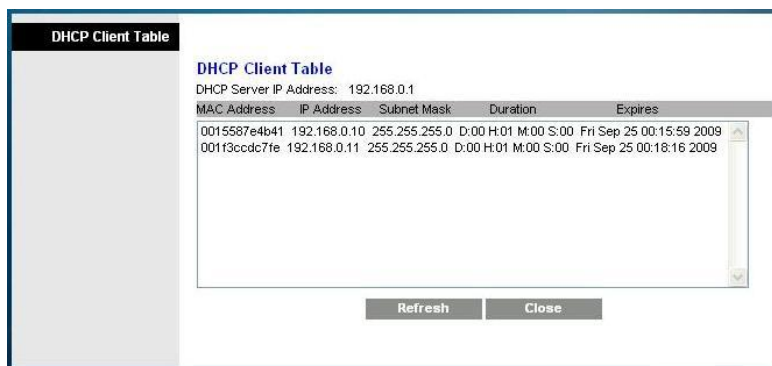 DHCP Client Table
DHCP Client Table
DHCP Server IP Address: 192.168.0.1
MAC Address IP Address Subnet Mask Duration Expires
0015587e4b41 192.168.0.10 255.255.255.0 D:00 H:01 M:00 S:00 Fri Sep 25 00:15:59 2009
001f3ccdc7fe 192.168.0.11 255.255.255.0 D:00 H:01 M:00 S:00 Fri Sep 25 00:18:16 2009
Refresh Close